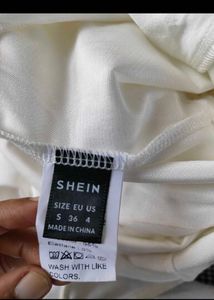 SHEIN
SIZE EU US
S 36 4
MADE IN CHINA
WASH WITH LIKE
COLORS.